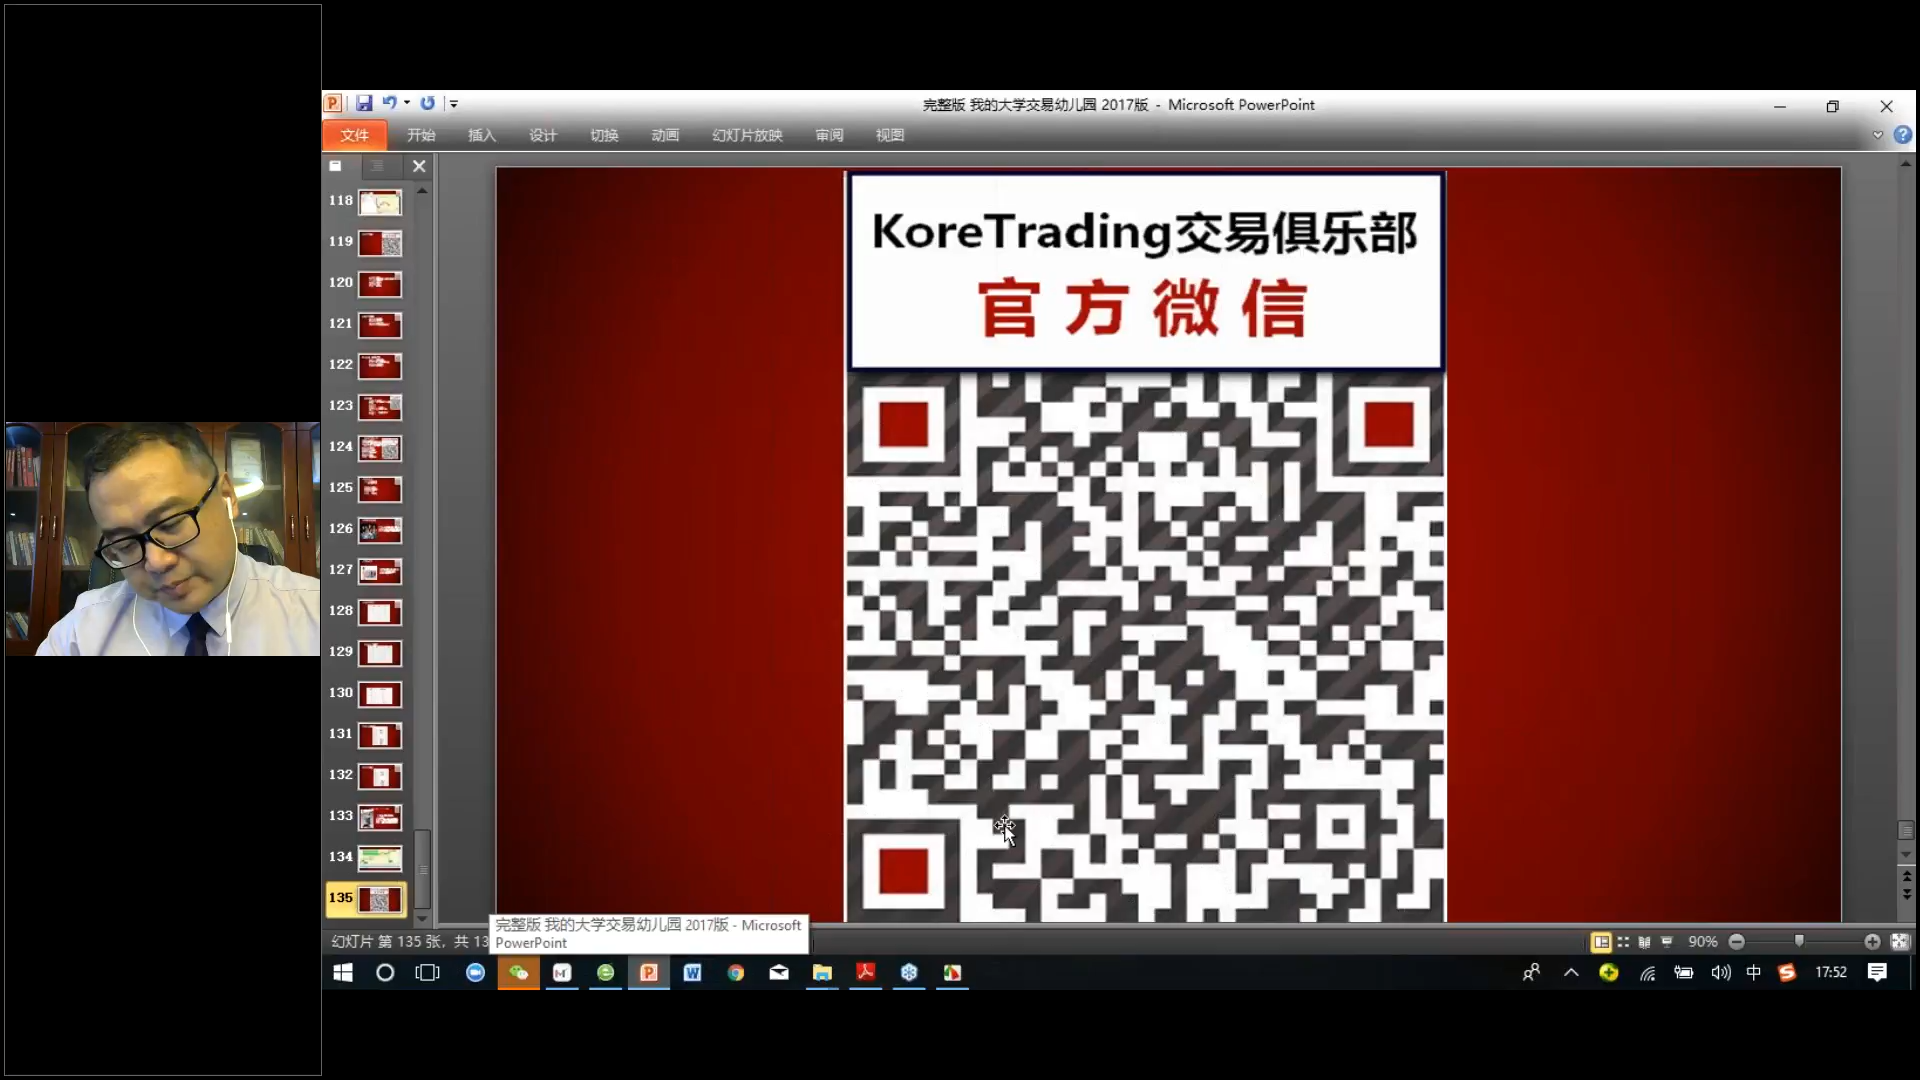 完整版 我的大学交易幼儿园 2017版 - Microsoft PowerPoint
文件 开始 插入 设计 切换 动画 幻灯片放映 审阅 视图
118
119
120
121
122
123
124
125
126
127
128
129
130
131
132
133
134
135
KoreTrading交易俱乐部
官方微信
完整版 我的大学交易幼儿园 2017版 - Microsoft
PowerPoint
幻灯片 第 135 张，共 13
90%
中
17:52